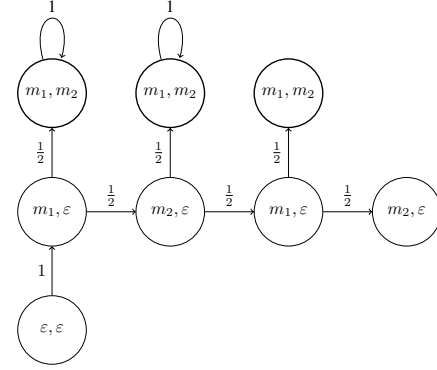 1 1
m₁, m₂ m₁, m₂ m₁, m₂
½ ½ ½
½ ½ ½
m₁, ε m₂, ε m₁, ε m₂, ε
1
ε, ε